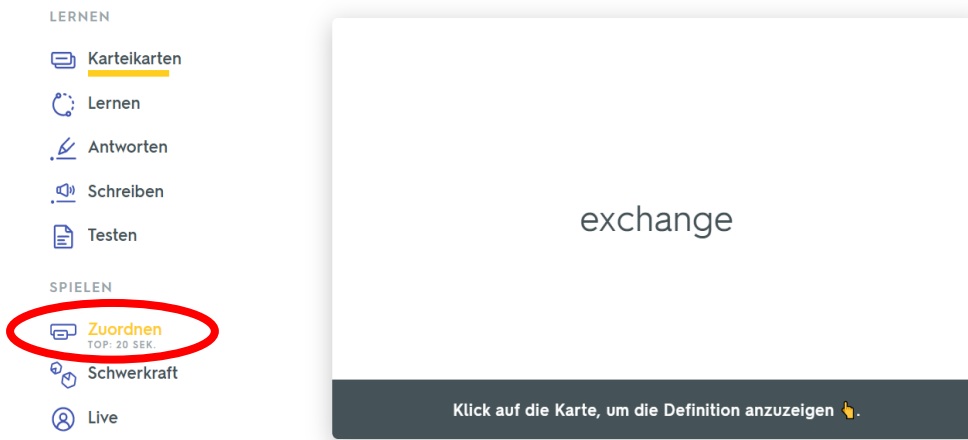 LERNEN
Karteikarten
Lernen
Antworten
Schreiben
Testen
SPIELEN
Zuordnen
TOP: 20 SEK.
Schwerkraft
Live
exchange
Klick auf die Karte, um die Definition anzuzeigen 👆.